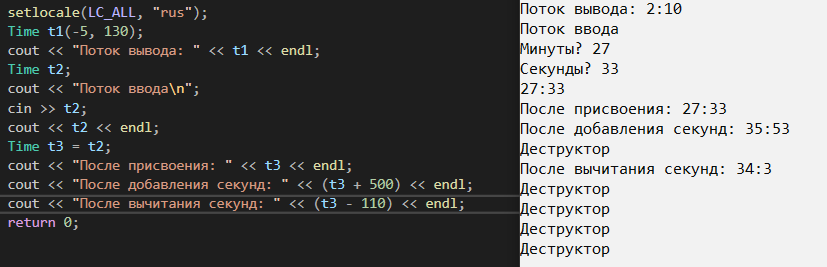 setlocale(LC_ALL, "rus");
Time t1(-5, 130);
cout << "Поток вывода: " << t1 << endl;
Time t2;
cout << "Поток ввода\n";
cin >> t2;
cout << t2 << endl;
Time t3 = t2;
cout << "После присвоения: " << t3 << endl;
cout << "После добавления секунд: " << (t3 + 500) << endl;
cout << "После вычитания секунд: " << (t3 - 110) << endl;
return 0;
Поток вывода: 2:10
Поток ввода
Минуты? 27
Секунды? 33
27:33
После присвоения: 27:33
После добавления секунд: 35:53
Деструктор
После вычитания секунд: 34:3
Деструктор
Деструктор
Деструктор
Деструктор